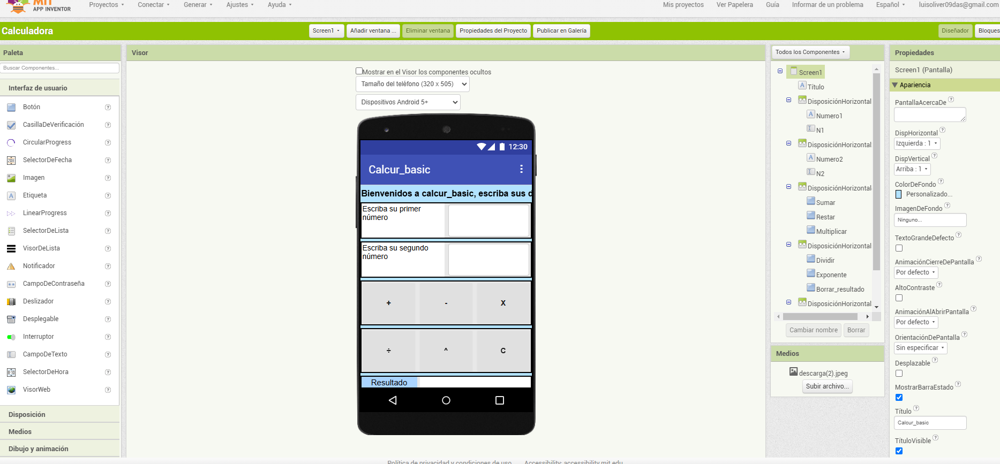 MIT
APP INVENTOR
Proyectos Conectar Generar Ajustes Ayuda Mis proyectos Ver Papelera Guía Informar de un problema Español luisoliver09das@gmail.com
Calculadora Screen1 Añadir ventana ... Eliminar ventana Propiedades del Proyecto Publicar en Galería Diseñador Bloques
Paleta
Buscar Componentes...
Interfaz de usuario
Botón
CasillaDeVerificación
CircularProgress
SelectorDeFecha
Imagen
Etiqueta
LinearProgress
SelectorDeLista
VisorDeLista
Notificador
CampoDeContraseña
Deslizador
Desplegable
Interruptor
CampoDeTexto
SelectorDeHora
VisorWeb
Disposición
Medios
Dibujo y animación
Visor
Mostrar en el Visor los componentes ocultos
Tamaño del teléfono (320 x 505)
Dispositivos Android 5+
12:30
Calcur_basic
Bienvenidos a calcur_basic, escriba sus d
Escriba su primer
número
Escriba su segundo
número
+ - X
÷ ^ C
Resultado
Todos los Componentes
Screen1
Título
DisposiciónHorizontal
Numero1
N1
DisposiciónHorizontal
Numero2
N2
DisposiciónHorizontal
Sumar
Restar
Multiplicar
DisposiciónHorizontal
Dividir
Exponente
Borrar_resultado
DisposiciónHorizontal
Cambiar nombre Borrar
Medios
descarga(2).jpeg
Subir archivo...
Propiedades
Screen1 (Pantalla)
Apariencia
PantallaAcercaDe
DispHorizontal
Izquierda : 1
DispVertical
Arriba : 1
ColorDeFondo
Personalizado...
ImagenDeFondo
Ninguno...
TextoGrandeDefecto
AnimaciónCierreDePantalla
Por defecto
AltoContraste
AnimaciónAlAbrirPantalla
Por defecto
OrientaciónDePantalla
Sin especificar
Desplazable
MostrarBarraEstado
Título
Calcur_basic
TítuloVisible
Política de privacidad y condiciones de uso Accessibility: accessibility.mit.edu